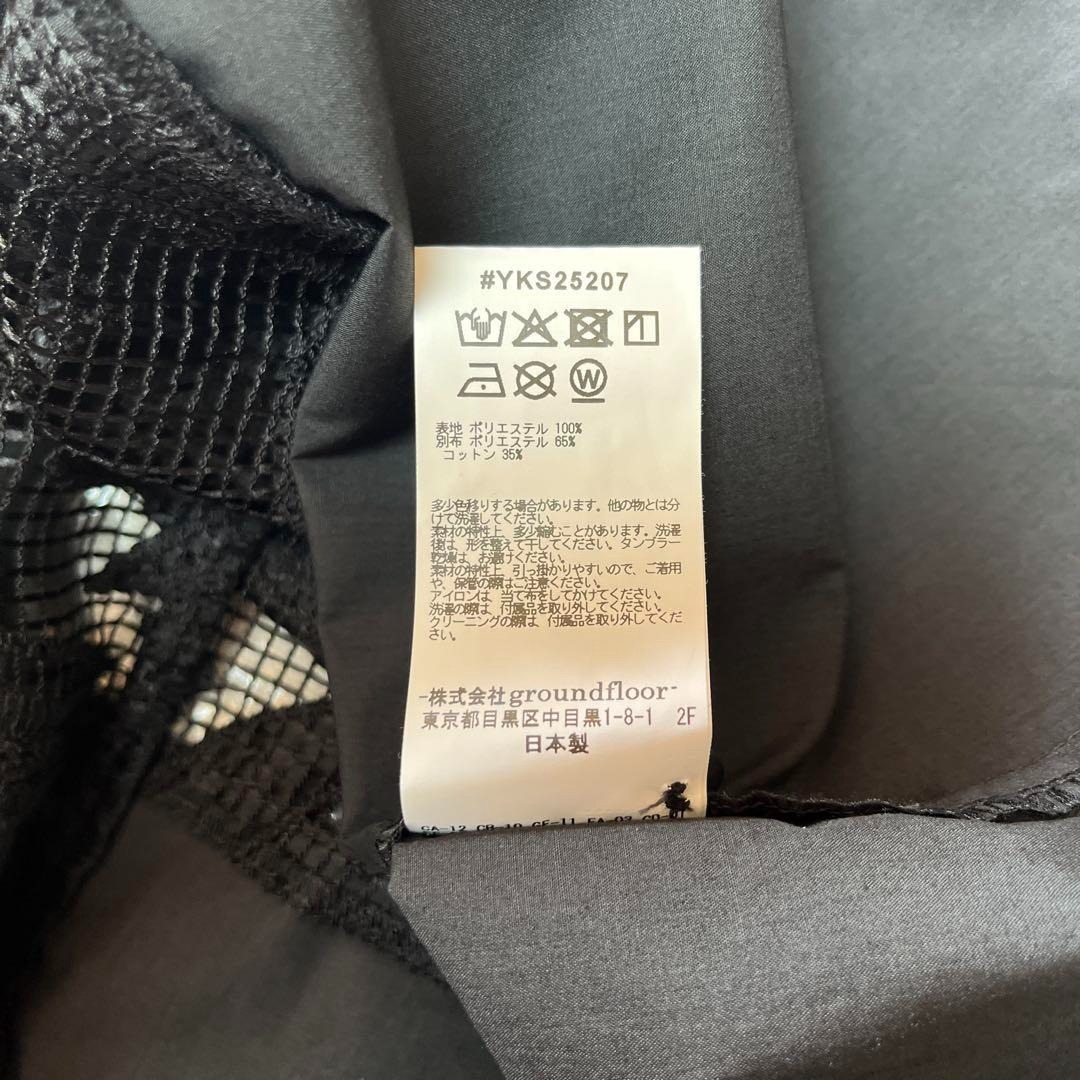 #YKS25207
W
表地 ポリエステル 100%
別布 ポリエステル 65%
コットン 35%
多少色移りする場合があります。他の物とは分
けて洗濯してください。
素材の特性上、多少縮むことがあります。洗濯
後は、形を整えて干してください。タンブラー
乾燥は、お避けください。
素材の特性上、引っ掛かりやすいので、ご着用
や、保管の際はご注意ください。
アイロンは、当て布をしてかけてください。
洗濯の際は、付属品を取り外してください。
クリーニングの際は、付属品を取り外してくだ
さい。
-株式会社groundfloor-
東京都目黒区中目黒1-8-1 2F
日本製